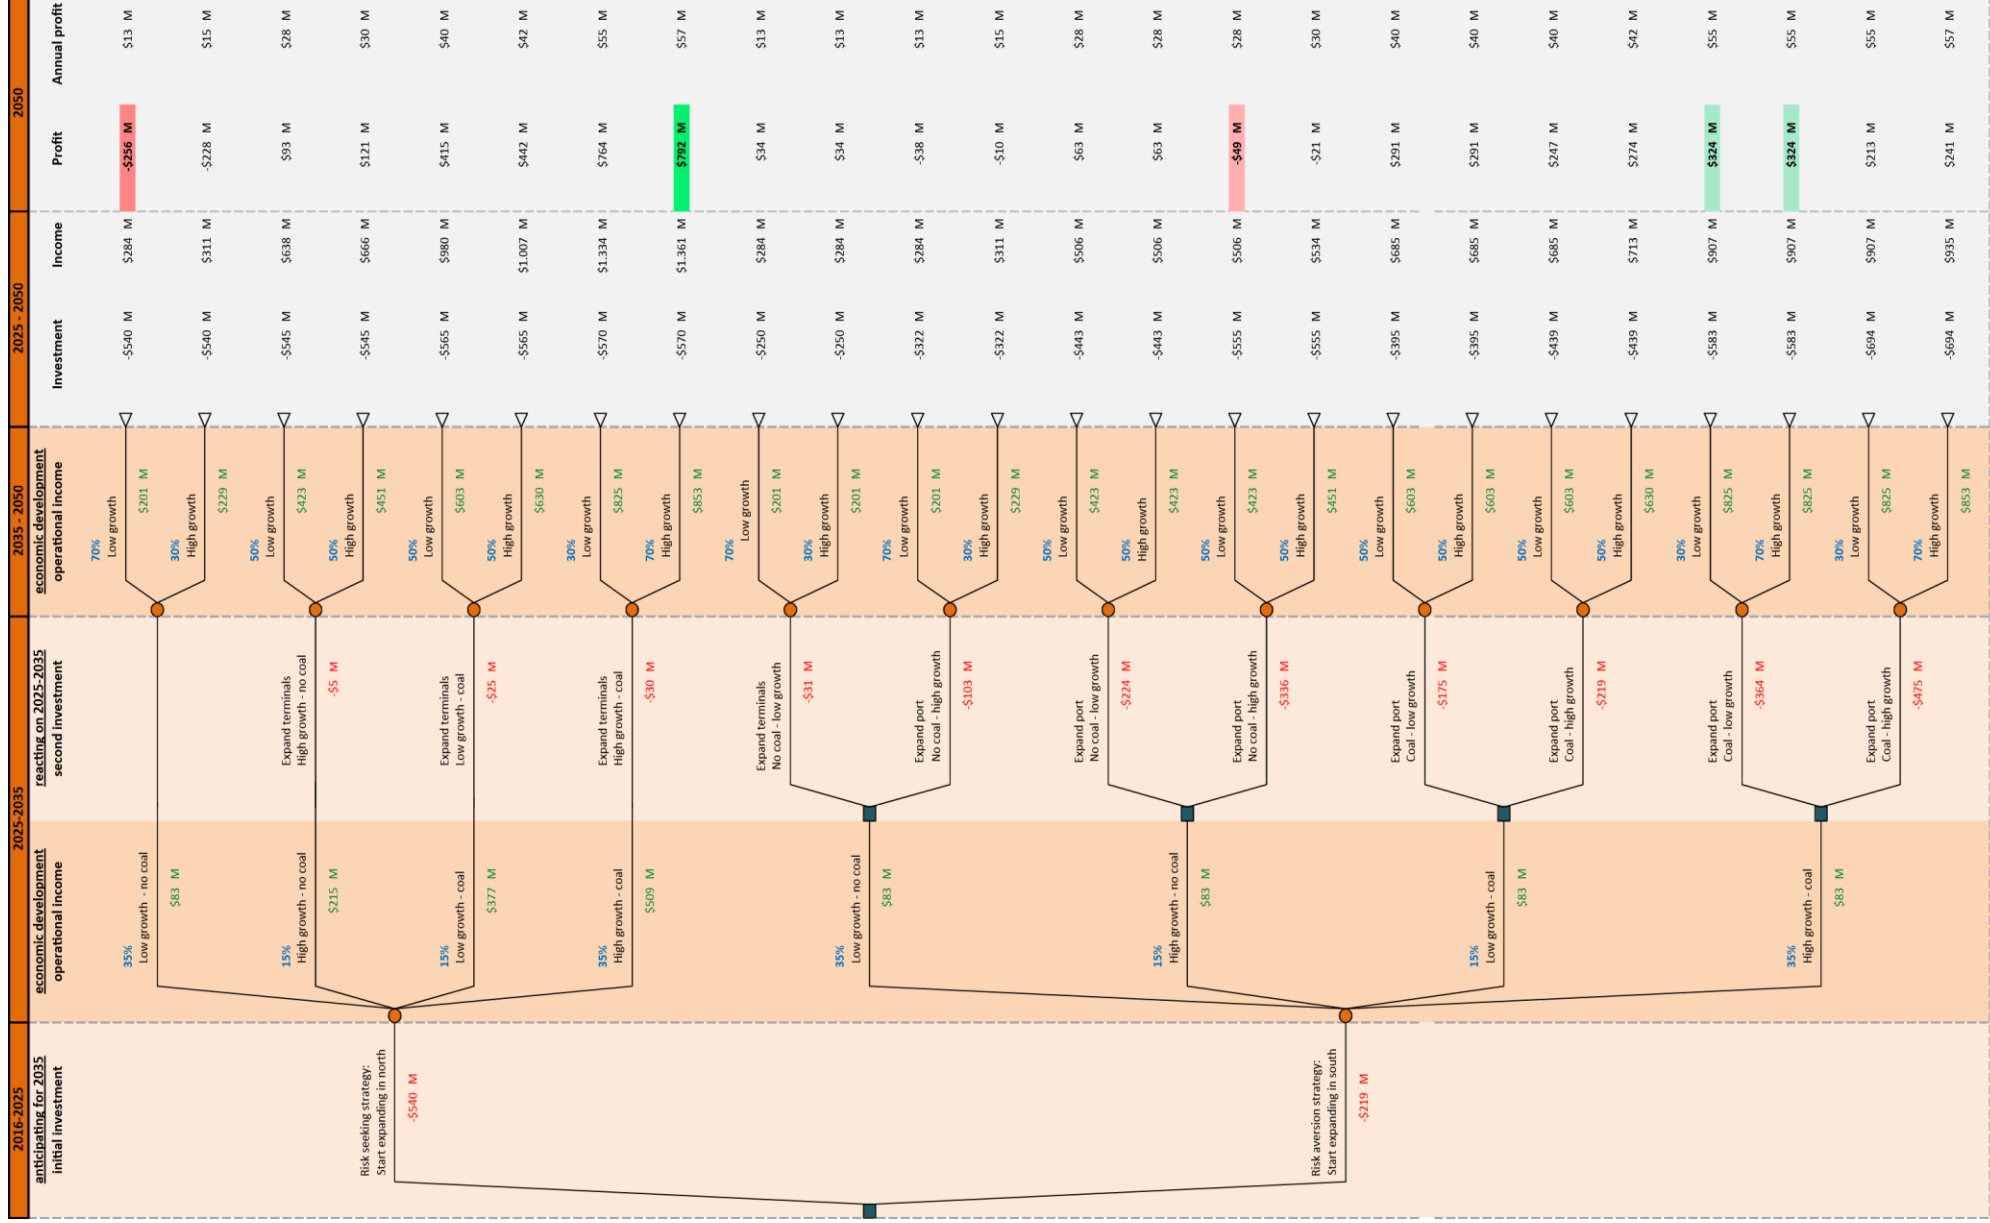 2016-2025 2025-2035 2035 - 2050 2025 - 2050 2050
anticipating for 2035 economic development reacting on 2025-2035 economic development
initial investment operational income second investment operational income Investment Income Profit Annual profit
70%
Low growth
35% -$540 M $284 M -$256 M $13 M
Low growth - no coal $201 M
$83 M 30%
High growth
-$540 M $311 M -$228 M $15 M
$229 M
50%
Low growth
15% Expand terminals -$545 M $638 M $93 M $28 M
High growth - no coal High growth - no coal $423 M
$215 M -$5 M 50%
High growth
Risk seeking strategy: -$545 M $666 M $121 M $30 M
Start expanding in north $451 M
-$540 M 50%
Low growth
15% Expand terminals -$565 M $980 M $415 M $40 M
Low growth - coal Low growth - coal $603 M
$377 M -$25 M 50%
High growth
-$565 M $1.007 M $442 M $42 M
$630 M
30%
Low growth
35% Expand terminals -$570 M $1.334 M $764 M $55 M
High growth - coal High growth - coal $825 M
$509 M -$30 M 70%
High growth
-$570 M $1.361 M $792 M $57 M
$853 M
70%
Low growth
Expand terminals -$250 M $284 M $34 M $13 M
No coal - low growth $201 M
-$31 M 30%
High growth
35% -$250 M $284 M $34 M $13 M
Low growth - no coal $201 M
$83 M 70%
Low growth
Expand port -$322 M $284 M -$38 M $13 M
No coal - high growth $201 M
-$103 M 30%
High growth
-$322 M $311 M -$10 M $15 M
$229 M
50%
Low growth
Expand port -$443 M $506 M $63 M $28 M
No coal - low growth $423 M
-$224 M 50%
High growth
15% -$443 M $506 M $63 M $28 M
High growth - no coal $423 M
$83 M 50%
Low growth
Expand port -$555 M $506 M -$49 M $28 M
No coal - high growth $423 M
-$336 M 50%
High growth
Risk aversion strategy: -$555 M $534 M -$21 M $30 M
Start expanding in south $451 M
-$219 M 50%
Low growth
Expand port -$395 M $685 M $291 M $40 M
Coal - low growth $603 M
-$175 M 50%
High growth
15% -$395 M $685 M $291 M $40 M
Low growth - coal $603 M
$83 M 50%
Low growth
Expand port -$439 M $685 M $247 M $40 M
Coal - high growth $603 M
-$219 M 50%
High growth
-$439 M $713 M $274 M $42 M
$630 M
30%
Low growth
Expand port -$583 M $907 M $324 M $55 M
Coal - low growth $825 M
-$364 M 70%
High growth
35% -$583 M $907 M $324 M $55 M
High growth - coal $825 M
$83 M 30%
Low growth
Expand port -$694 M $907 M $213 M $55 M
Coal - high growth $825 M
-$475 M 70%
High growth
-$694 M $935 M $241 M $57 M
$853 M